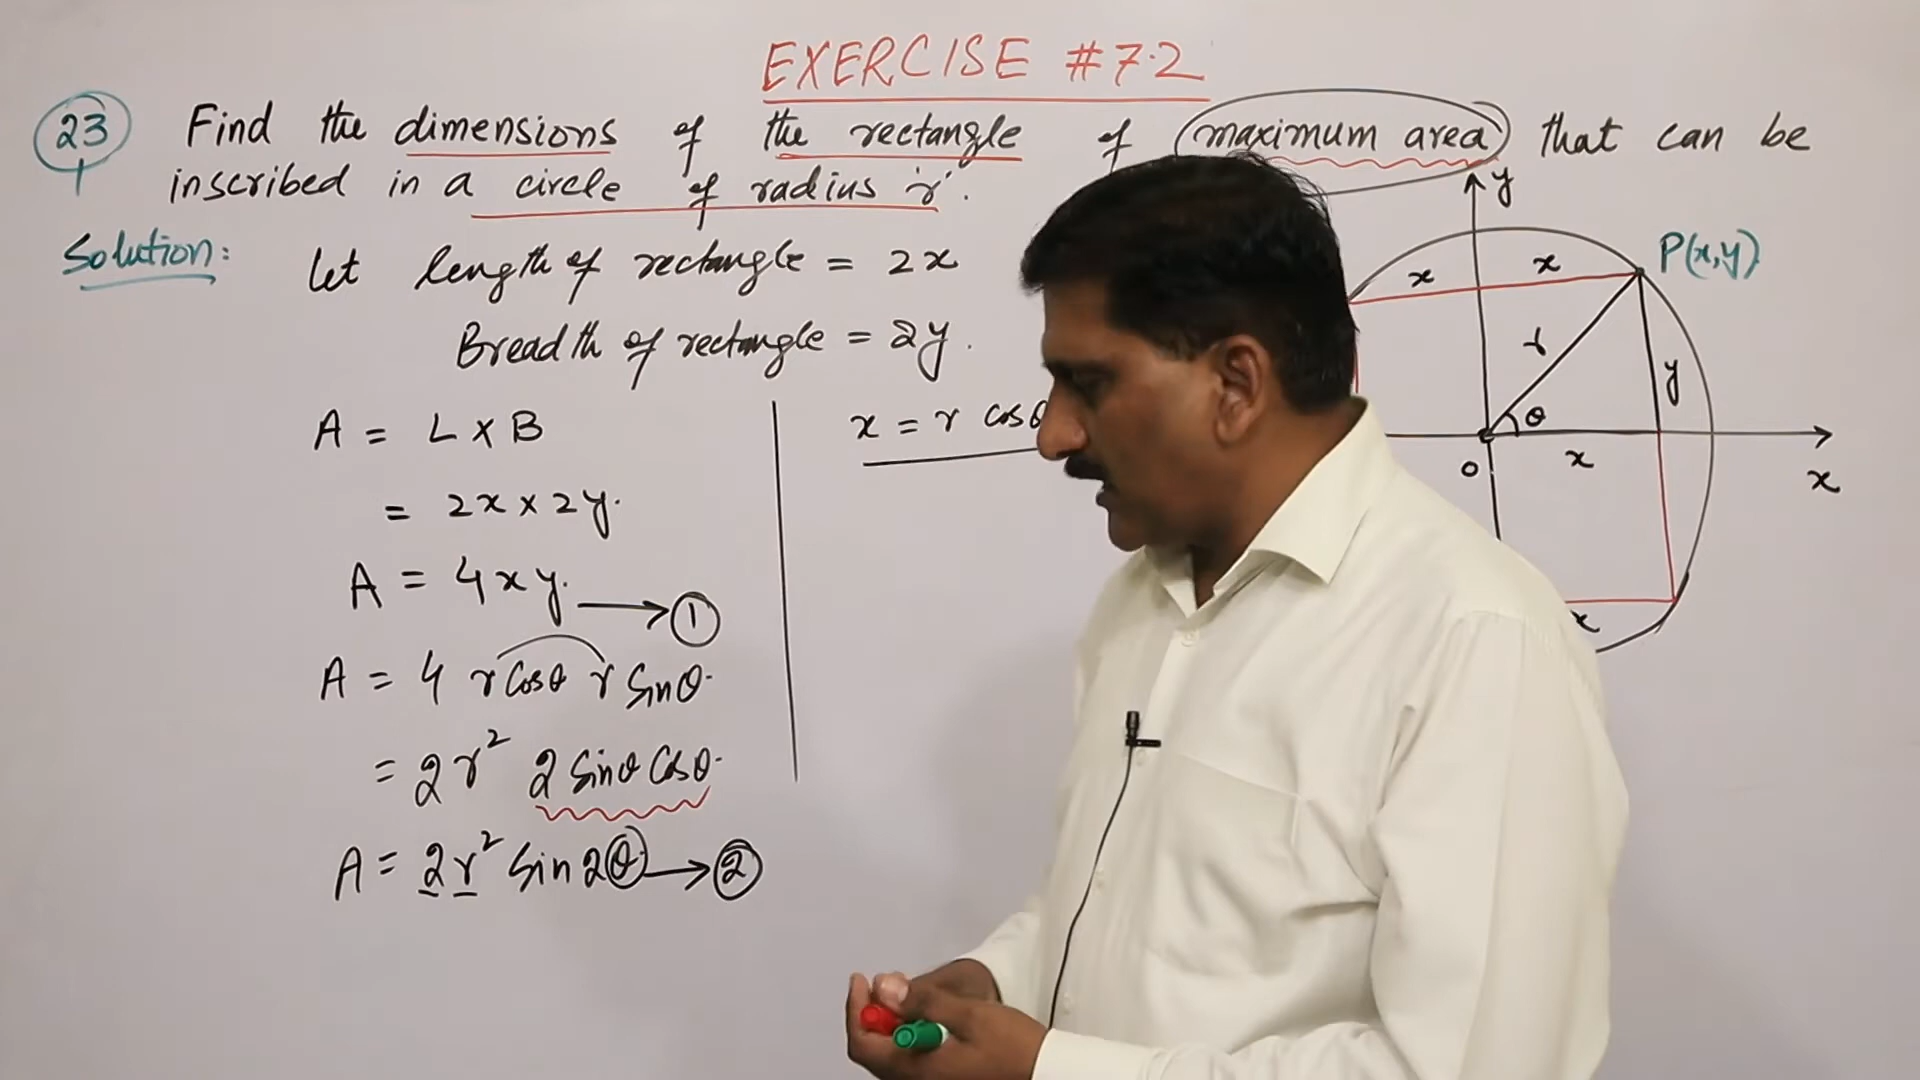 EXERCISE #7.2
23 Find the dimensions of the rectangle of maximum area that can be
inscribed in a circle of radius 'r'.
Solution: Let length of rectangle = 2x
Breadth of rectangle = 2y.
A = L × B
= 2x × 2y.
A = 4xy. → 1
A = 4 r Cosθ r Sinθ.
= 2r² 2 Sinθ Cosθ.
A = 2r² Sin 2θ → 2
x = r cosθ
y
P(x,y)
x x
r
y
θ
O
x
x
x